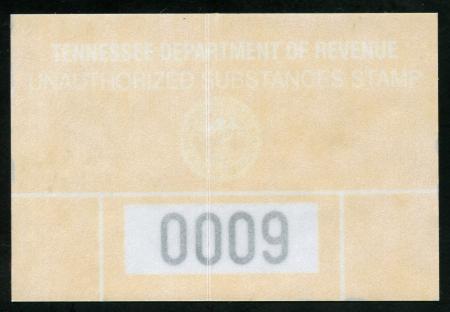 TENNESSEE DEPARTMENT OF REVENUE
UNAUTHORIZED SUBSTANCES STAMP
0009